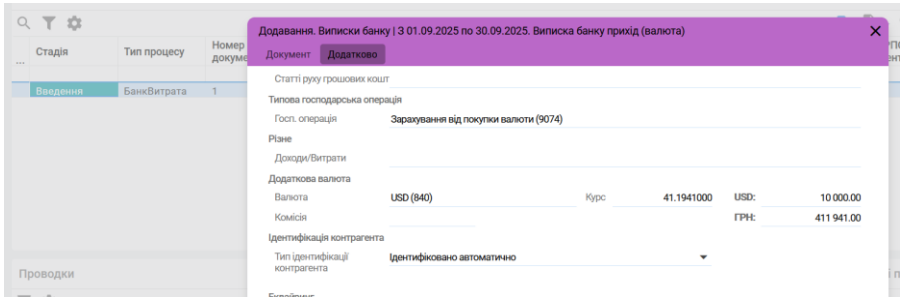 Додавання. Виписки банку | З 01.09.2025 по 30.09.2025. Виписка банку прихід (валюта)
Документ Додатково
... Стадія Тип процесу Номер
Введення БанкВитрата 1
Статті руху грошових кошт
Типова господарська операція
Госп. операція Зарахування від покупки валюти (9074)
Різне
Доходи/Витрати
Додаткова валюта
Валюта USD (840) Курс 41.1941000 USD: 10 000.00
Комісія ГРН: 411 941.00
Ідентифікація контрагента
Тип ідентифікації Ідентифіковано автоматично
контрагента
Проводки